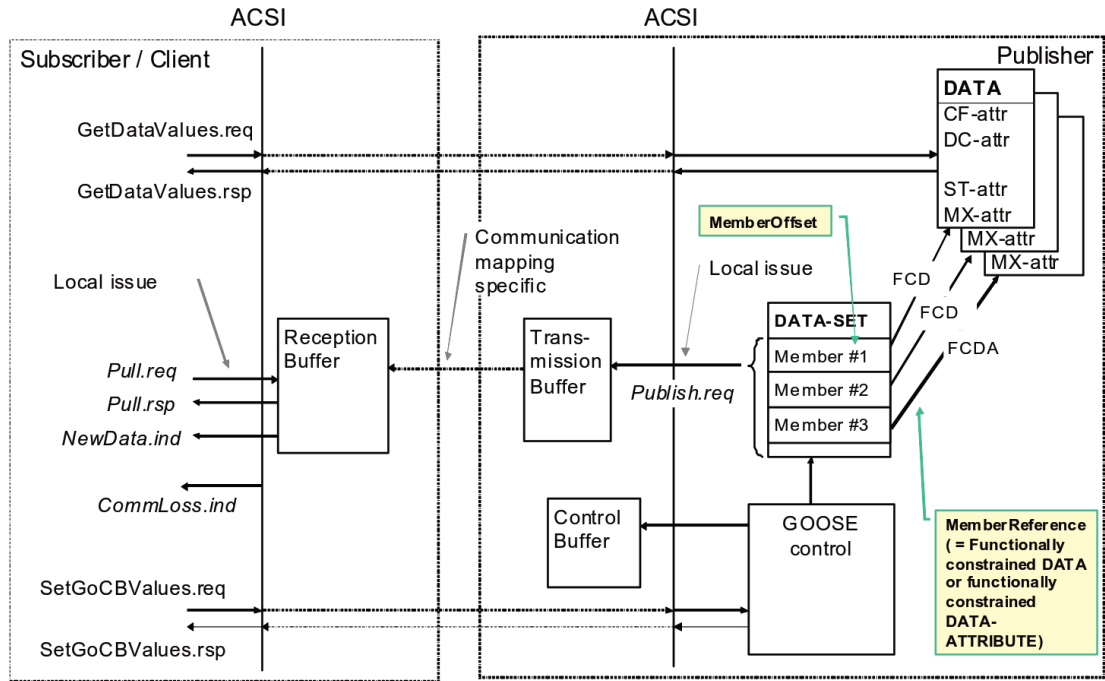 ACSI
ACSI
Subscriber / Client
Publisher
DATA
CF-attr
DC-attr
ST-attr
MX-attr
MX-attr
MX-attr
GetDataValues.req
GetDataValues.rsp
MemberOffset
Communication
mapping
specific
Local issue
Local issue
FCD
FCD
FCDA
Reception
Buffer
Trans-
mission
Buffer
DATA-SET
Member #1
Member #2
Member #3
Pull.req
Pull.rsp
NewData.ind
Publish.req
CommLoss.ind
Control
Buffer
GOOSE
control
MemberReference
( = Functionally
constrained DATA
or functionally
constrained
DATA-
ATTRIBUTE)
SetGoCBValues.req
SetGoCBValues.rsp